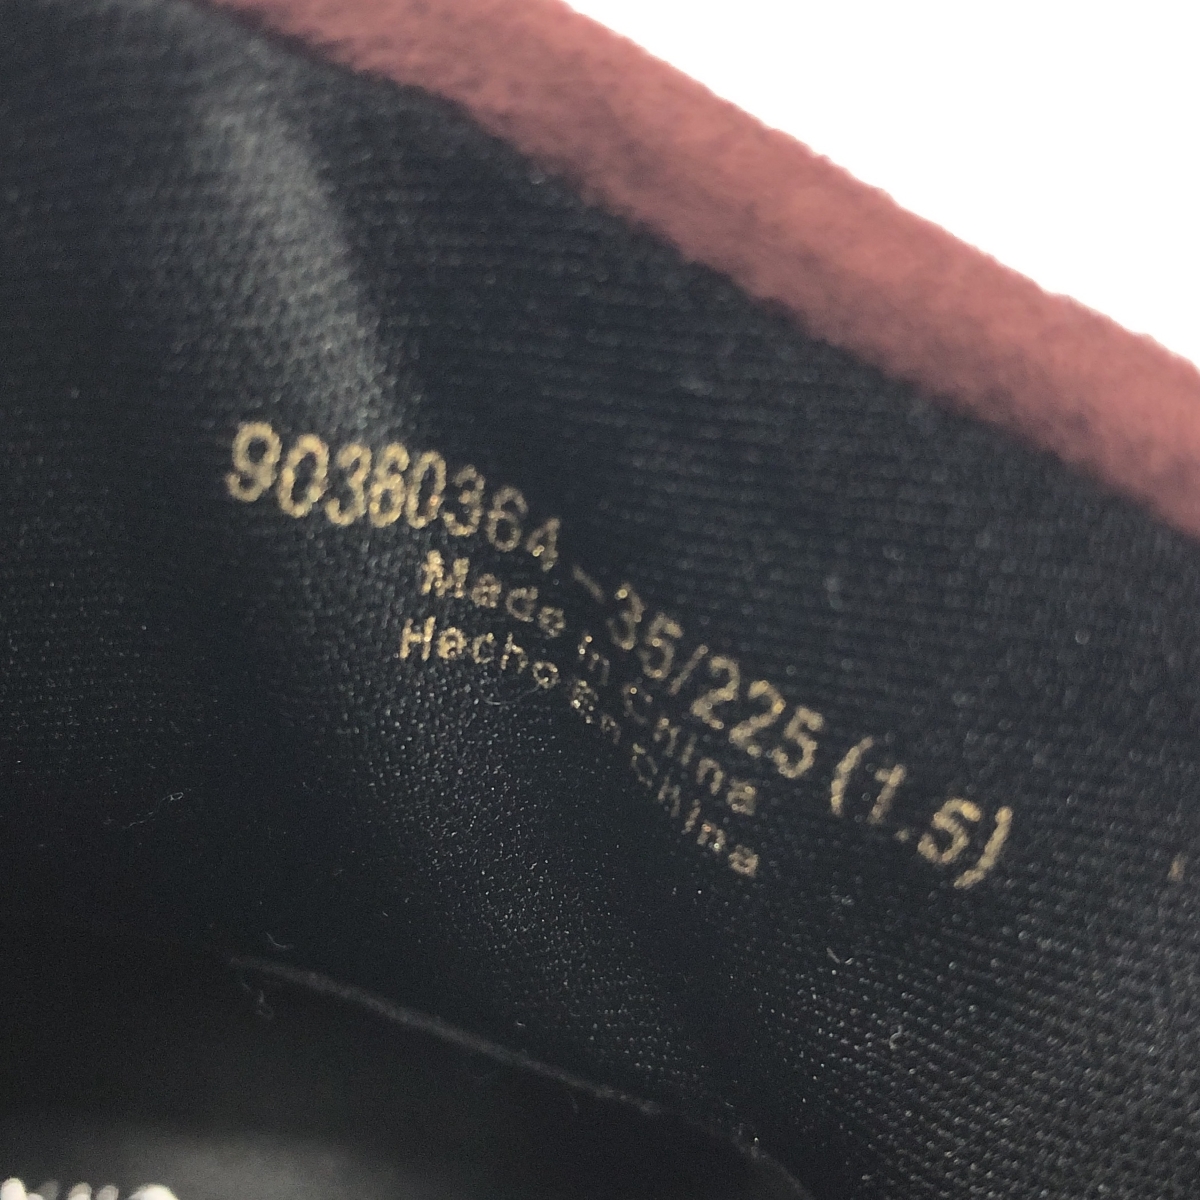 90360364-35/225(1.5)
Made in China
Hecho En China